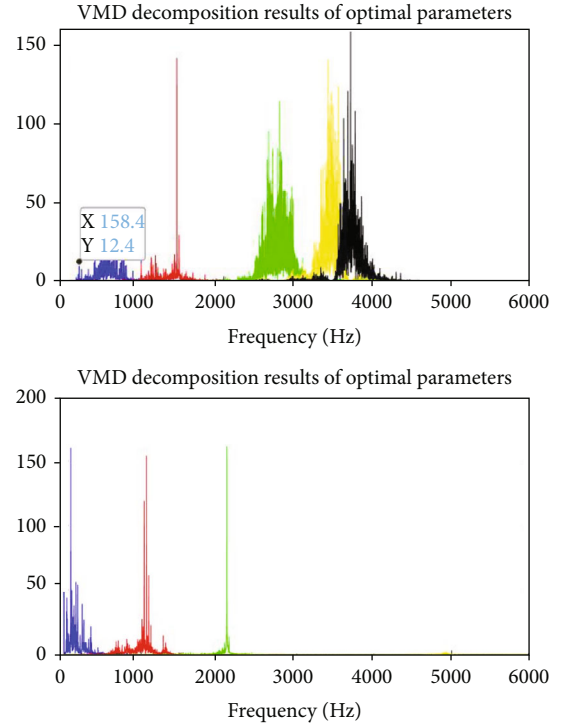 VMD decomposition results of optimal parameters
150
100
50
0
X 158.4
Y 12.4
0 1000 2000 3000 4000 5000 6000
Frequency (Hz)
VMD decomposition results of optimal parameters
200
150
100
50
0
0 1000 2000 3000 4000 5000 6000
Frequency (Hz)